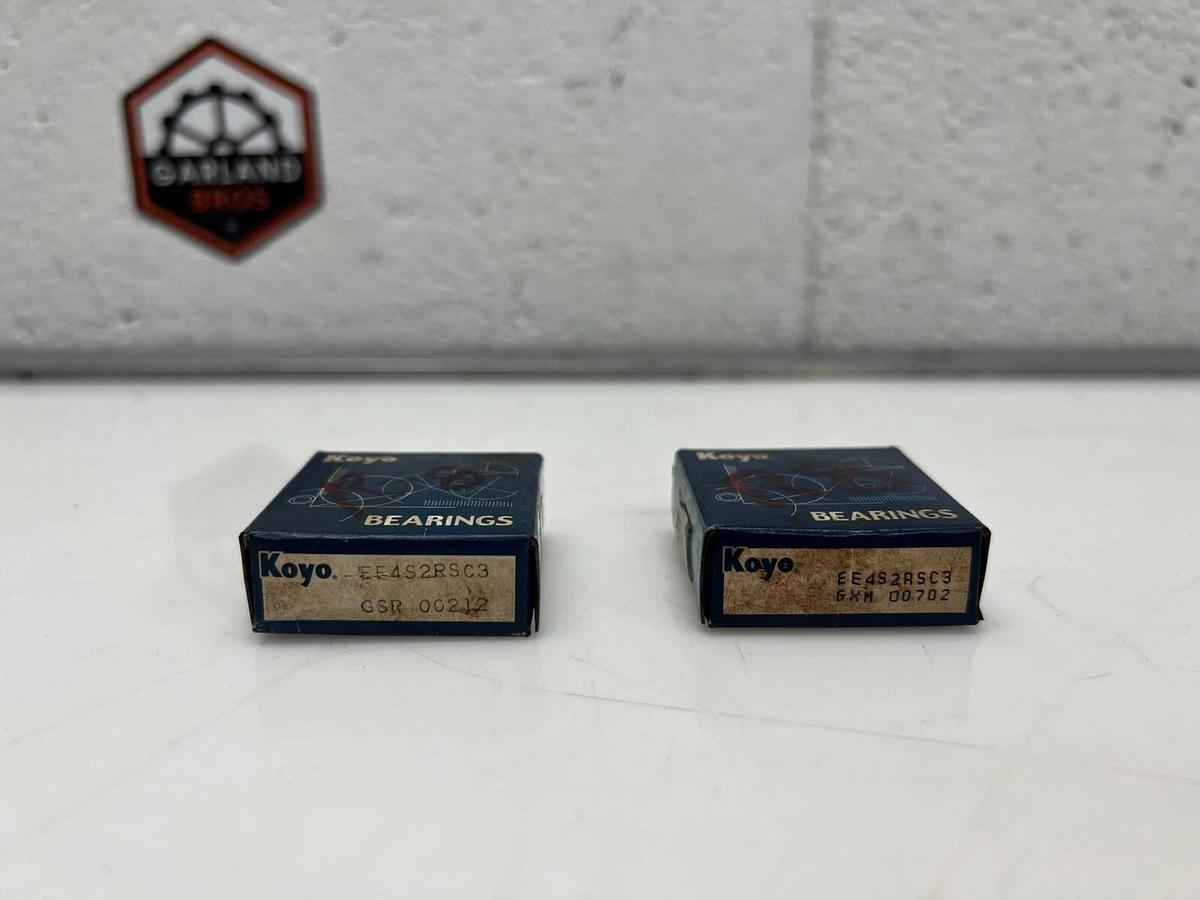 GARLAND
BROS
Koyo
BEARINGS
Koyo EE4S2RSC3
GSR 00212
Koyo
BEARINGS
Koyo EE4S2RSC3
GXM 00702